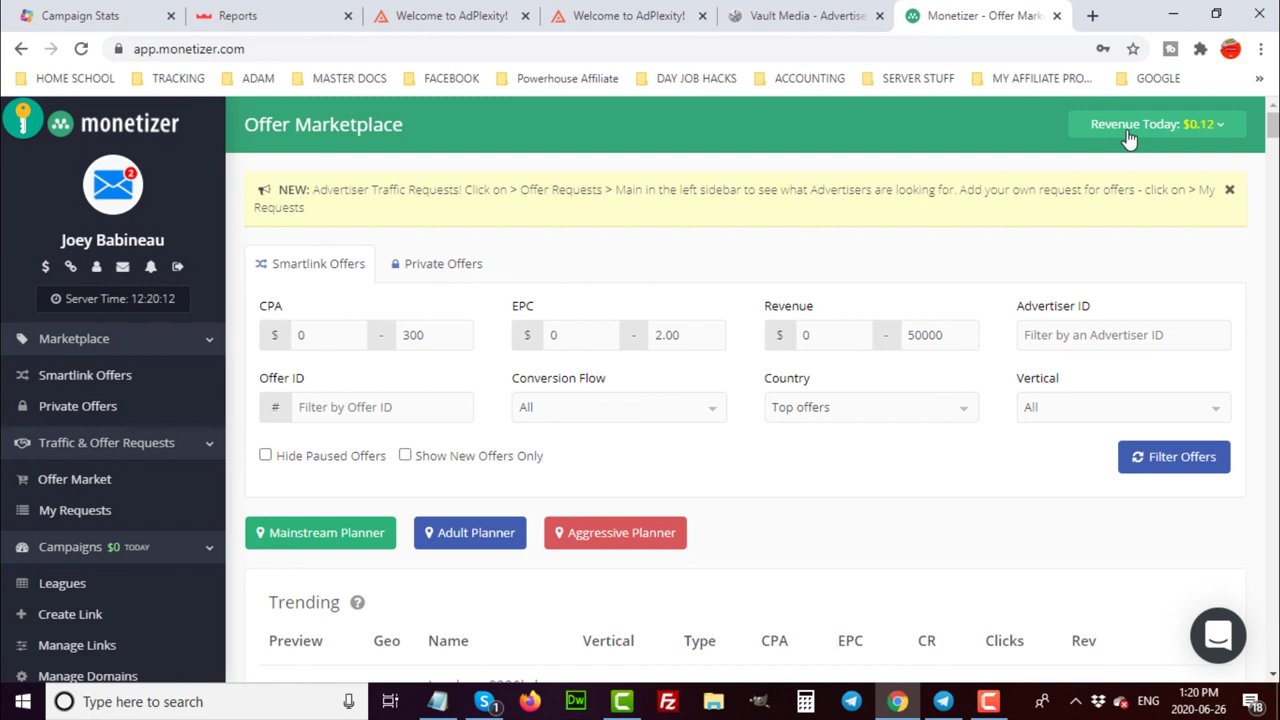 Campaign Stats
Reports
Welcome to AdPlexity!
Welcome to AdPlexity!
Vault Media - Advertise
Monetizer - Offer Mark
app.monetizer.com
HOME SCHOOL
TRACKING
ADAM
MASTER DOCS
FACEBOOK
Powerhouse Affiliate
DAY JOB HACKS
ACCOUNTING
SERVER STUFF
MY AFFILIATE PRO...
GOOGLE
monetizer
Offer Marketplace
Revenue Today: $0.12
2
Joey Babineau
Server Time: 12:20:12
Marketplace
Smartlink Offers
Private Offers
Traffic & Offer Requests
Offer Market
My Requests
Campaigns $0 TODAY
Leagues
Create Link
Manage Links
Manage Domains
NEW: Advertiser Traffic Requests! Click on > Offer Requests > Main in the left sidebar to see what Advertisers are looking for. Add your own request for offers - click on > My
Requests
Smartlink Offers
Private Offers
CPA
EPC
Revenue
Advertiser ID
$ 0 - 300
$ 0 - 2.00
$ 0 - 50000
Filter by an Advertiser ID
Offer ID
Conversion Flow
Country
Vertical
# Filter by Offer ID
All
Top offers
All
Hide Paused Offers
Show New Offers Only
Filter Offers
Mainstream Planner
Adult Planner
Aggressive Planner
Trending
Preview
Geo
Name
Vertical
Type
CPA
EPC
CR
Clicks
Rev
Type here to search
1
Dw
ENG
1:20 PM
2020-06-26
18